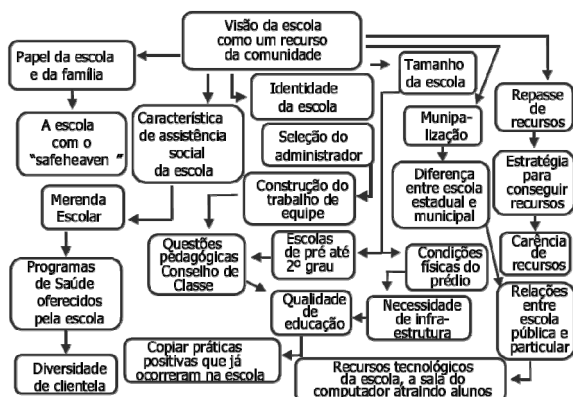 Visão da escola
como um recurso
da comunidade
Papel da escola
e da família
Tamanho
da escola
Identidade
da escola
Repasse
de
recursos
A escola
com o
“safeheaven ”
Característica
de assistência
social
da escola
Munipa-
lização
Seleção do
administrador
Estratégia
para
conseguir
recursos
Diferença
entre escola
estadual e
municipal
Construção do
trabalho de
equipe
Merenda
Escolar
Questões
pedagógicas
Conselho de
Classe
Escolas
de pré até
2º grau
Condições
físicas do
prédio
Carência
de
recursos
Programas
de Saúde
oferecidos
pela escola
Qualidade
de
educação
Necessidade
de infra-
estrutura
Relações
entre
escola
pública e
particular
Copiar práticas
positivas que já
ocorreram na escola
Diversidade
de clientela
Recursos tecnológicos
da escola, a sala do
computador atraindo alunos